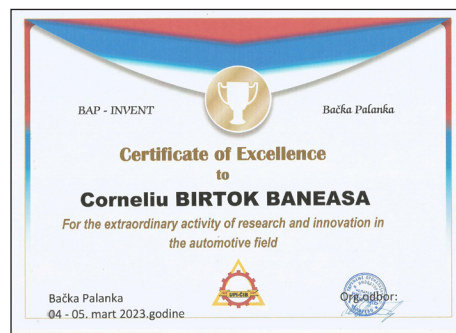 BAP - INVENT
Bačka Palanka
Certificate of Excellence
to
Corneliu BIRTOK BANEASA
For the extraordinary activity of research and innovation in
the automotive field
Bačka Palanka
04 - 05. mart 2023.godine
Org.odbor: